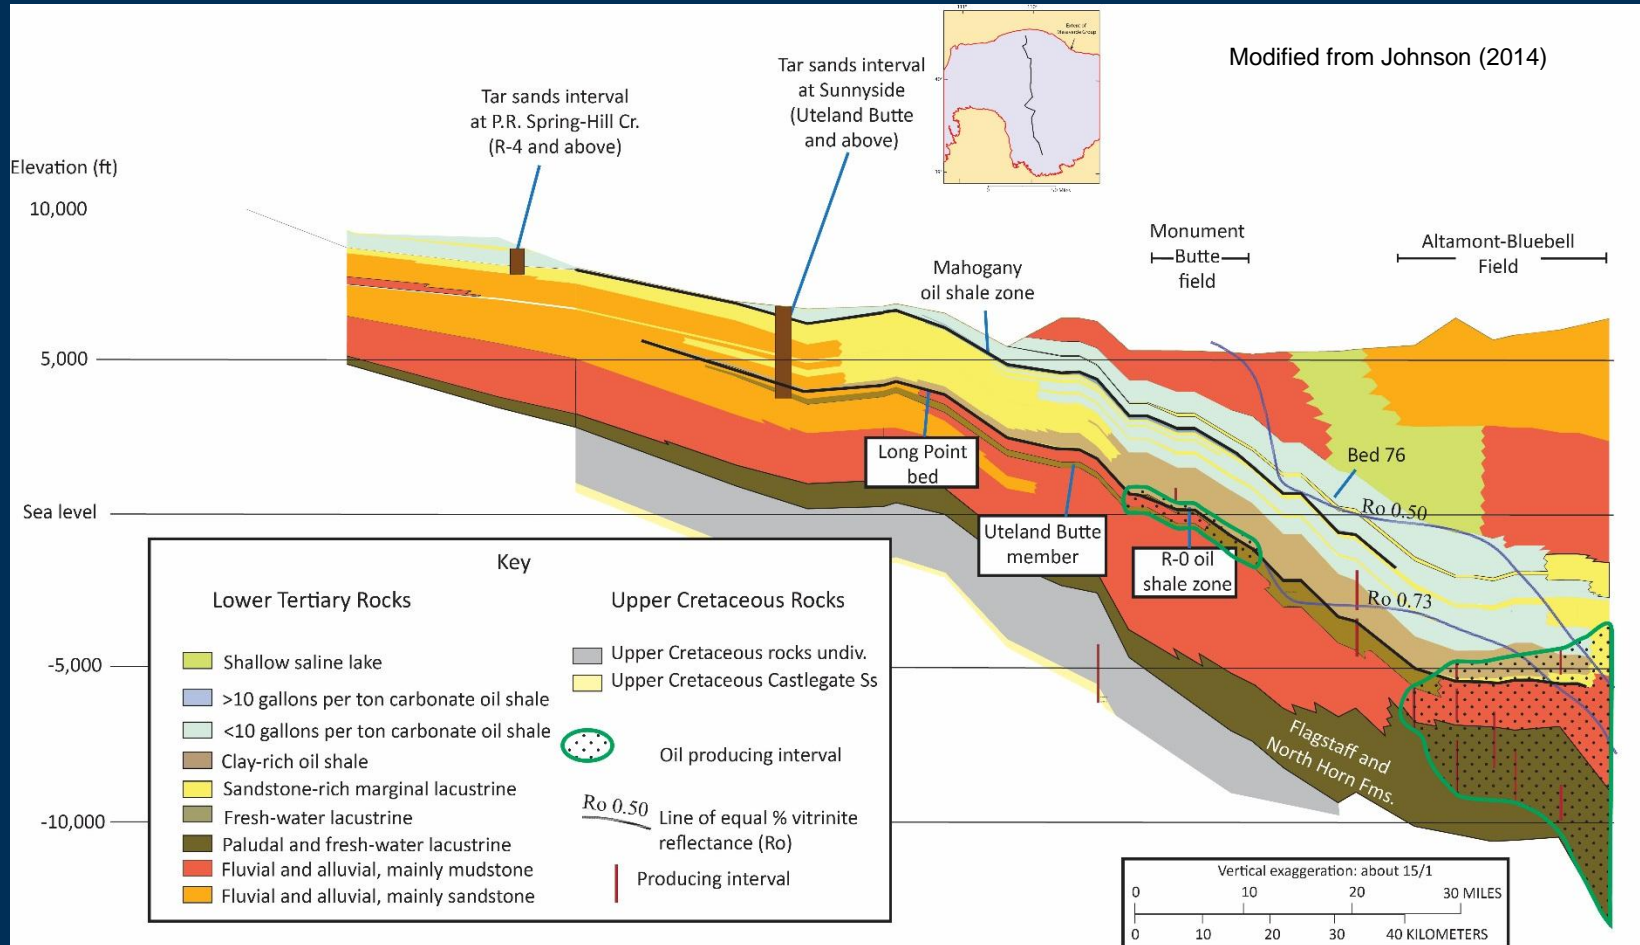 Modified from Johnson (2014)
Extent of
Mesaverde Group
50 MILES
Tar sands interval
at P.R. Spring-Hill Cr.
(R-4 and above)
Tar sands interval
at Sunnyside
(Uteland Butte
and above)
Elevation (ft)
10,000
5,000
Sea level
-5,000
-10,000
Mahogany
oil shale zone
Monument
Butte
field
Altamont-Bluebell
Field
Long Point
bed
Uteland Butte
member
R-0 oil
shale zone
Bed 76
Ro 0.50
Ro 0.73
Flagstaff and
North Horn Fms.
Key
Lower Tertiary Rocks
Shallow saline lake
>10 gallons per ton carbonate oil shale
<10 gallons per ton carbonate oil shale
Clay-rich oil shale
Sandstone-rich marginal lacustrine
Fresh-water lacustrine
Paludal and fresh-water lacustrine
Fluvial and alluvial, mainly mudstone
Fluvial and alluvial, mainly sandstone
Upper Cretaceous Rocks
Upper Cretaceous rocks undiv.
Upper Cretaceous Castlegate Ss
Oil producing interval
Ro 0.50
Line of equal % vitrinite
reflectance (Ro)
Producing interval
Vertical exaggeration: about 15/1
0 10 20 30 MILES
0 10 20 30 40 KILOMETERS